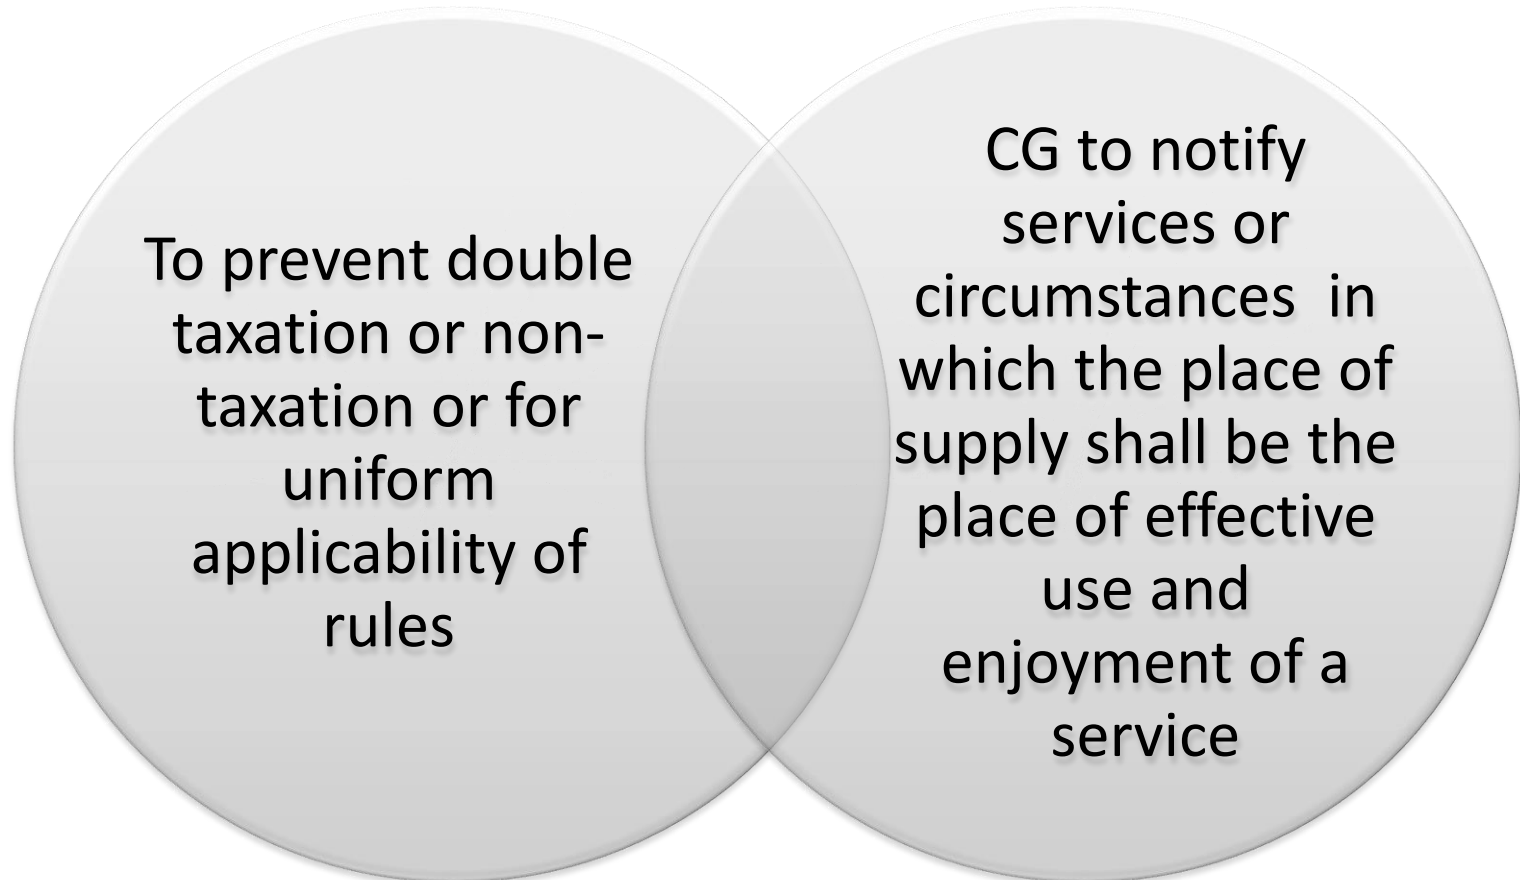 To prevent double
taxation or non-
taxation or for
uniform
applicability of
rules
CG to notify
services or
circumstances  in
which the place of
supply shall be the
place of effective
use and
enjoyment of a
service